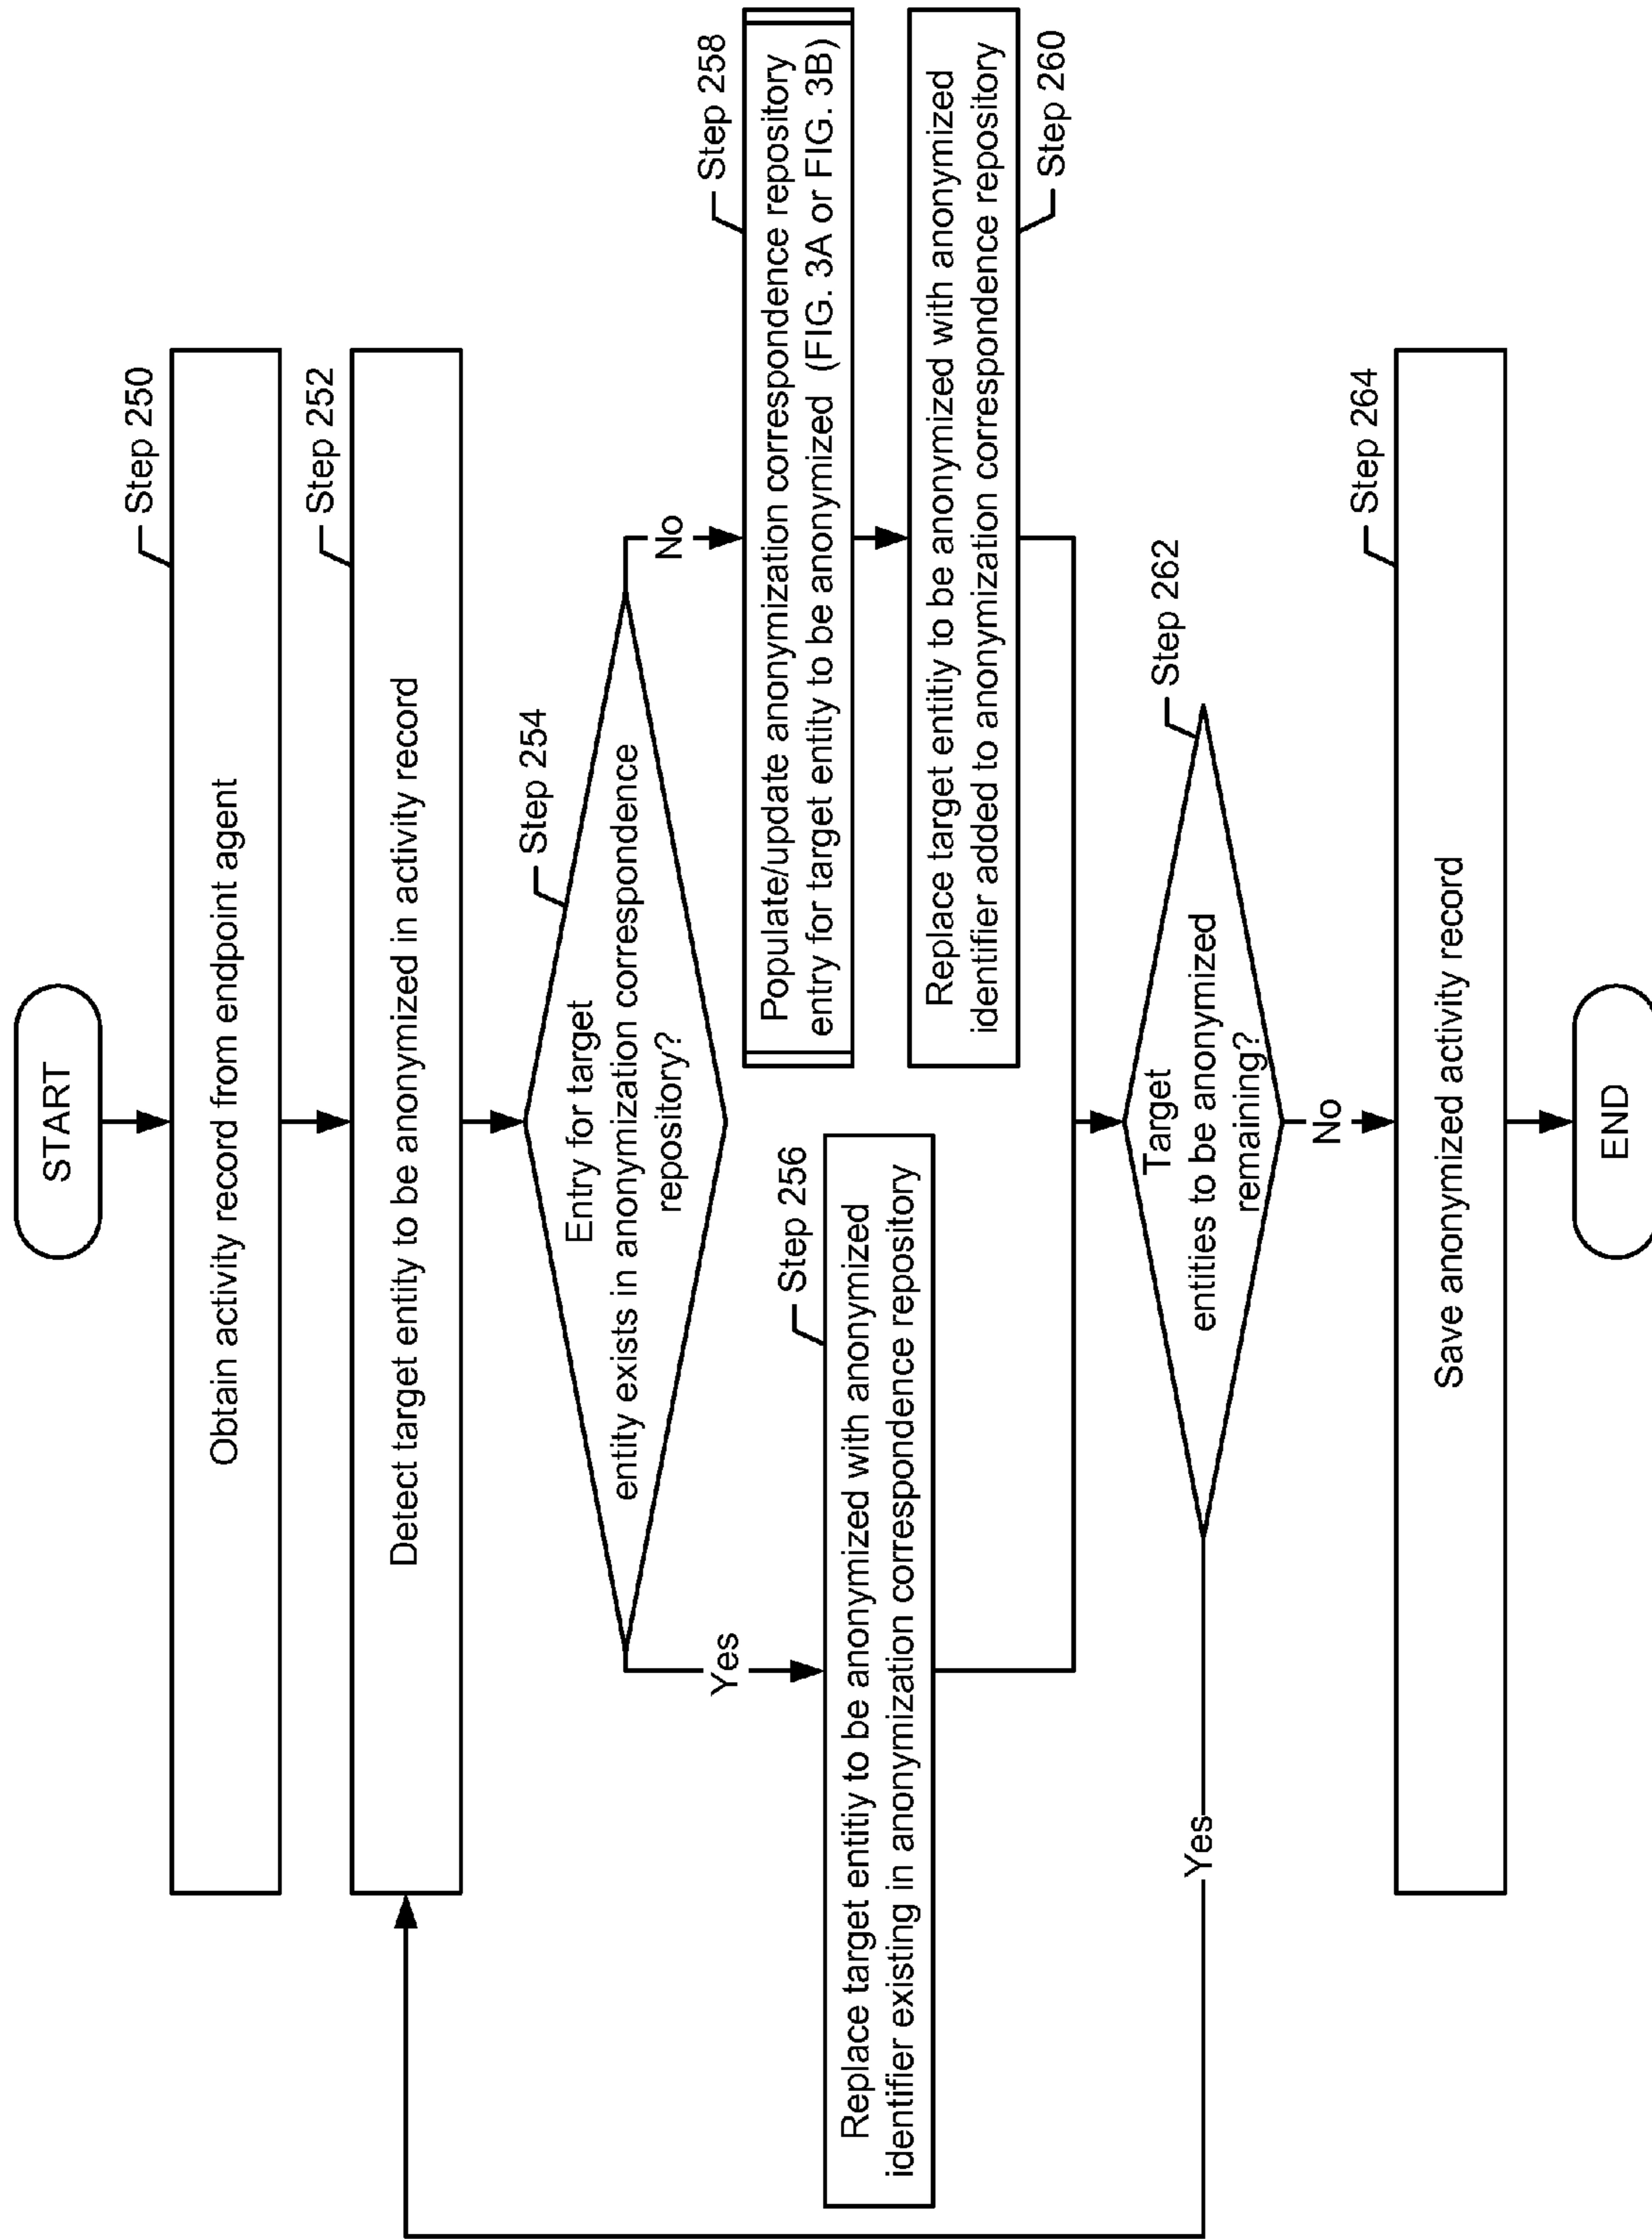 START
Step 250
Obtain activity record from endpoint agent
Step 252
Detect target entity to be anonymized in activity record
Step 254
Entry for target
entity exists in anonymization correspondence
repository?
Yes
No
Step 256
Replace target entitiy to be anonymized with anonymized
identifier existing in anonymization correspondence repository
Step 258
Populate/update anonymization correspondence repository
entry for target entity to be anonymized (FIG. 3A or FIG. 3B)
Replace target entitiy to be anonymized with anonymized
identifier added to anonymization correspondence repository
Step 260
Step 262
Target
entities to be anonymized
remaining?
Yes
No
Step 264
Save anonymized activity record
END